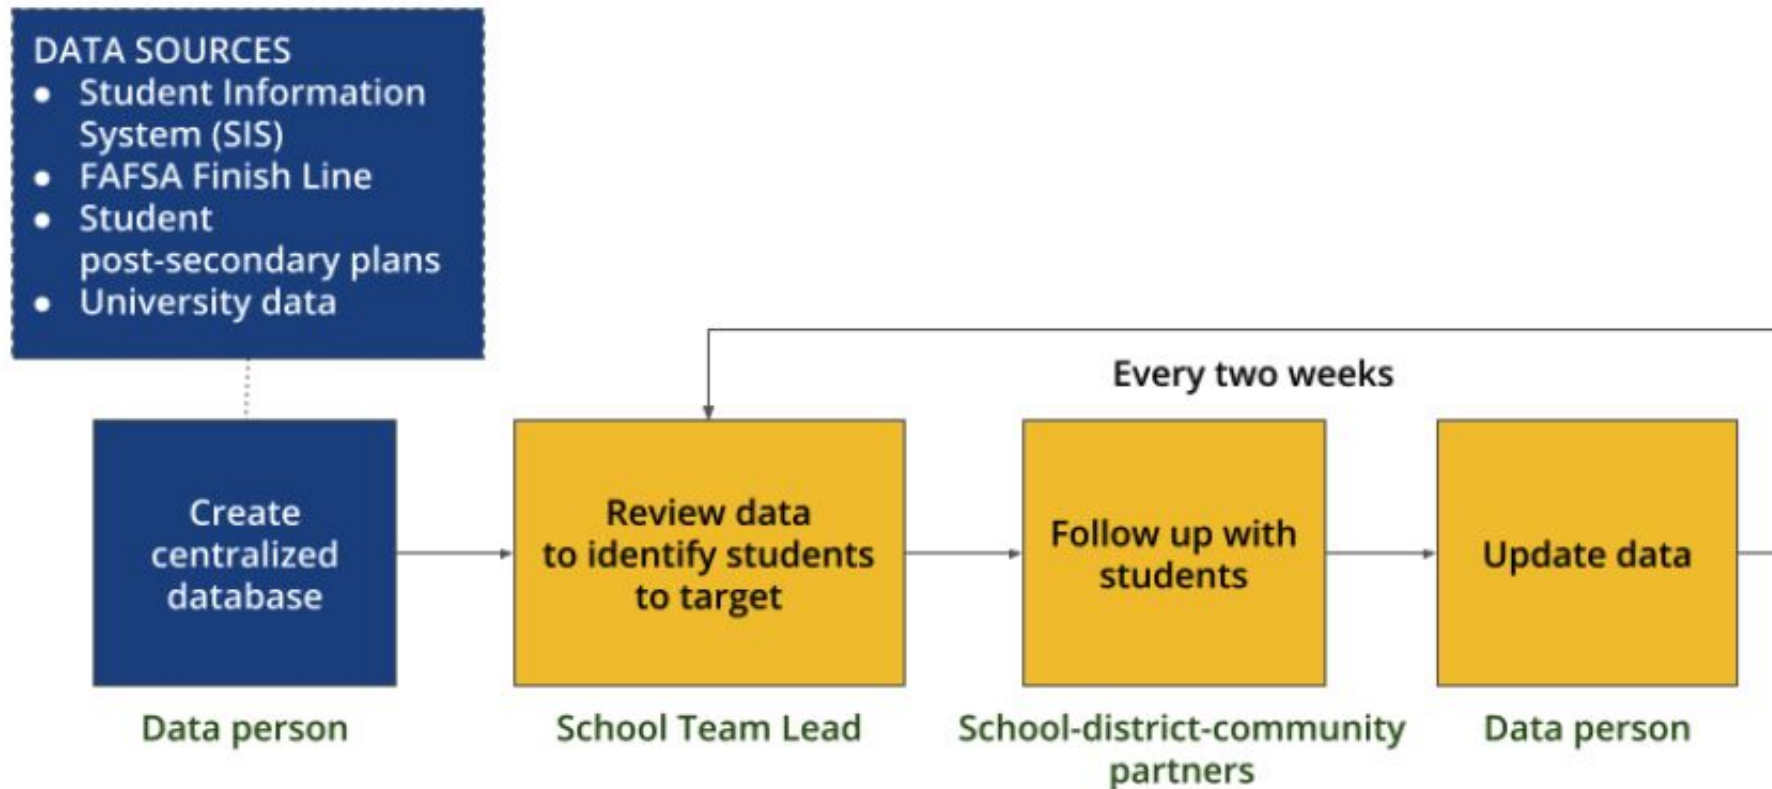 DATA SOURCES
● Student Information
System (SIS)
● FAFSA Finish Line
● Student
post-secondary plans
● University data
Every two weeks
Create
centralized
database
Review data
to identify students
to target
Follow up with
students
Update data
Data person
School Team Lead
School-district-community
partners
Data person